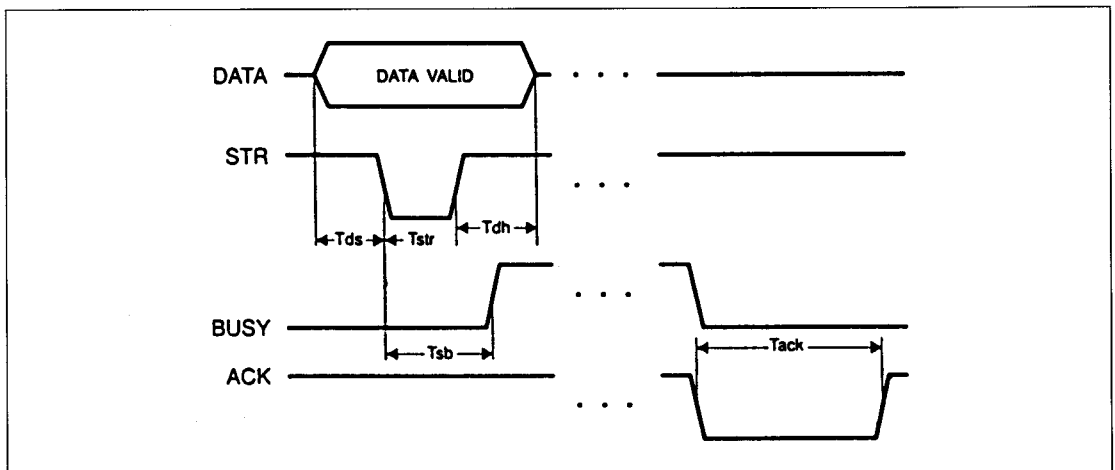 DATA
DATA VALID
. . .
STR
. . .
Tds
Tstr
Tdh
. . .
BUSY
Tsb
Tack
ACK
. . .